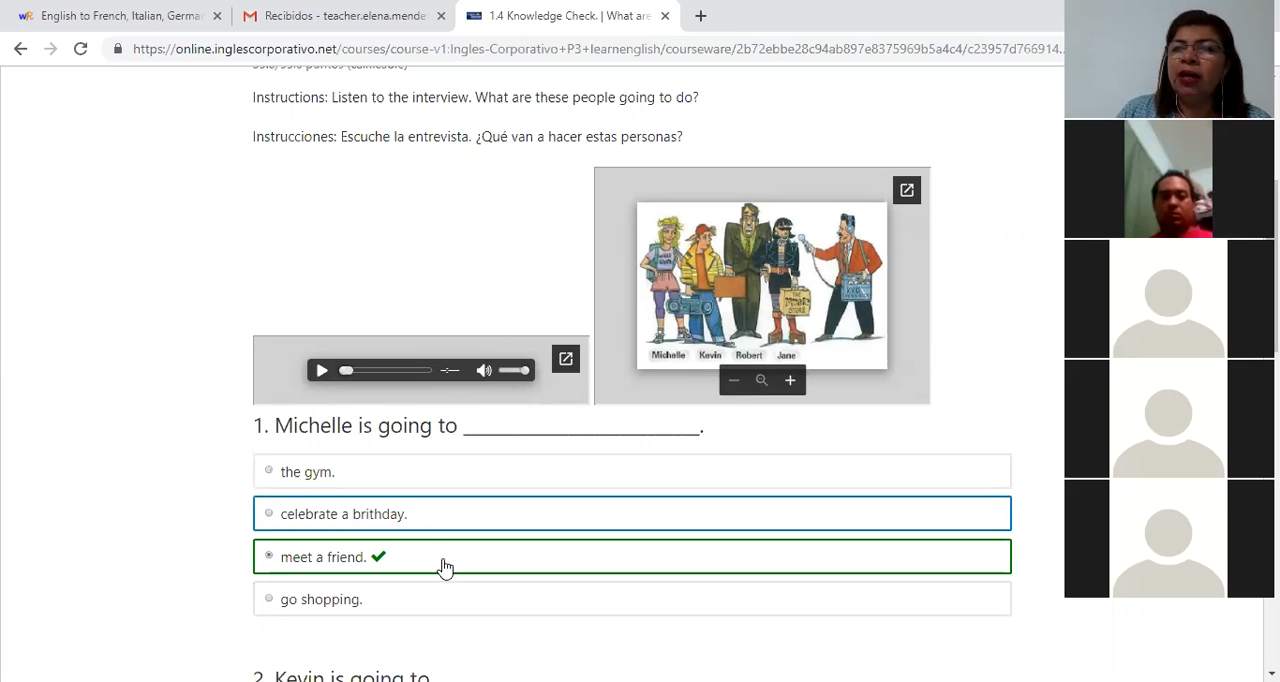 English to French, Italian, Germa
Recibidos - teacher.elena.mende
1.4 Knowledge Check. | What are
https://online.inglescorporativo.net/courses/course-v1:Ingles-Corporativo+P3+learnenglish/courseware/2b72ebbe28c94ab897e8375969b5a4c4/c23957d766914...
Instructions: Listen to the interview. What are these people going to do?
Instrucciones: Escuche la entrevista. ¿Qué van a hacer estas personas?
Michelle Kevin Robert Jane
1. Michelle is going to ________________________.
the gym.
celebrate a brithday.
meet a friend.
go shopping.
2. Kevin is going to